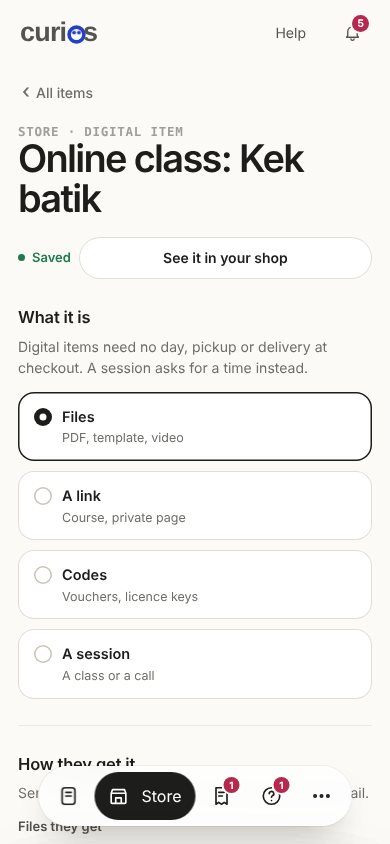 curios
Help
5
All items
STORE · DIGITAL ITEM
Online class: Kek
batik
Saved
See it in your shop
What it is
Digital items need no day, pickup or delivery at
checkout. A session asks for a time instead.
Files
PDF, template, video
A link
Course, private page
Codes
Vouchers, licence keys
A session
A class or a call
How they get it
Store
1
1
Files they get